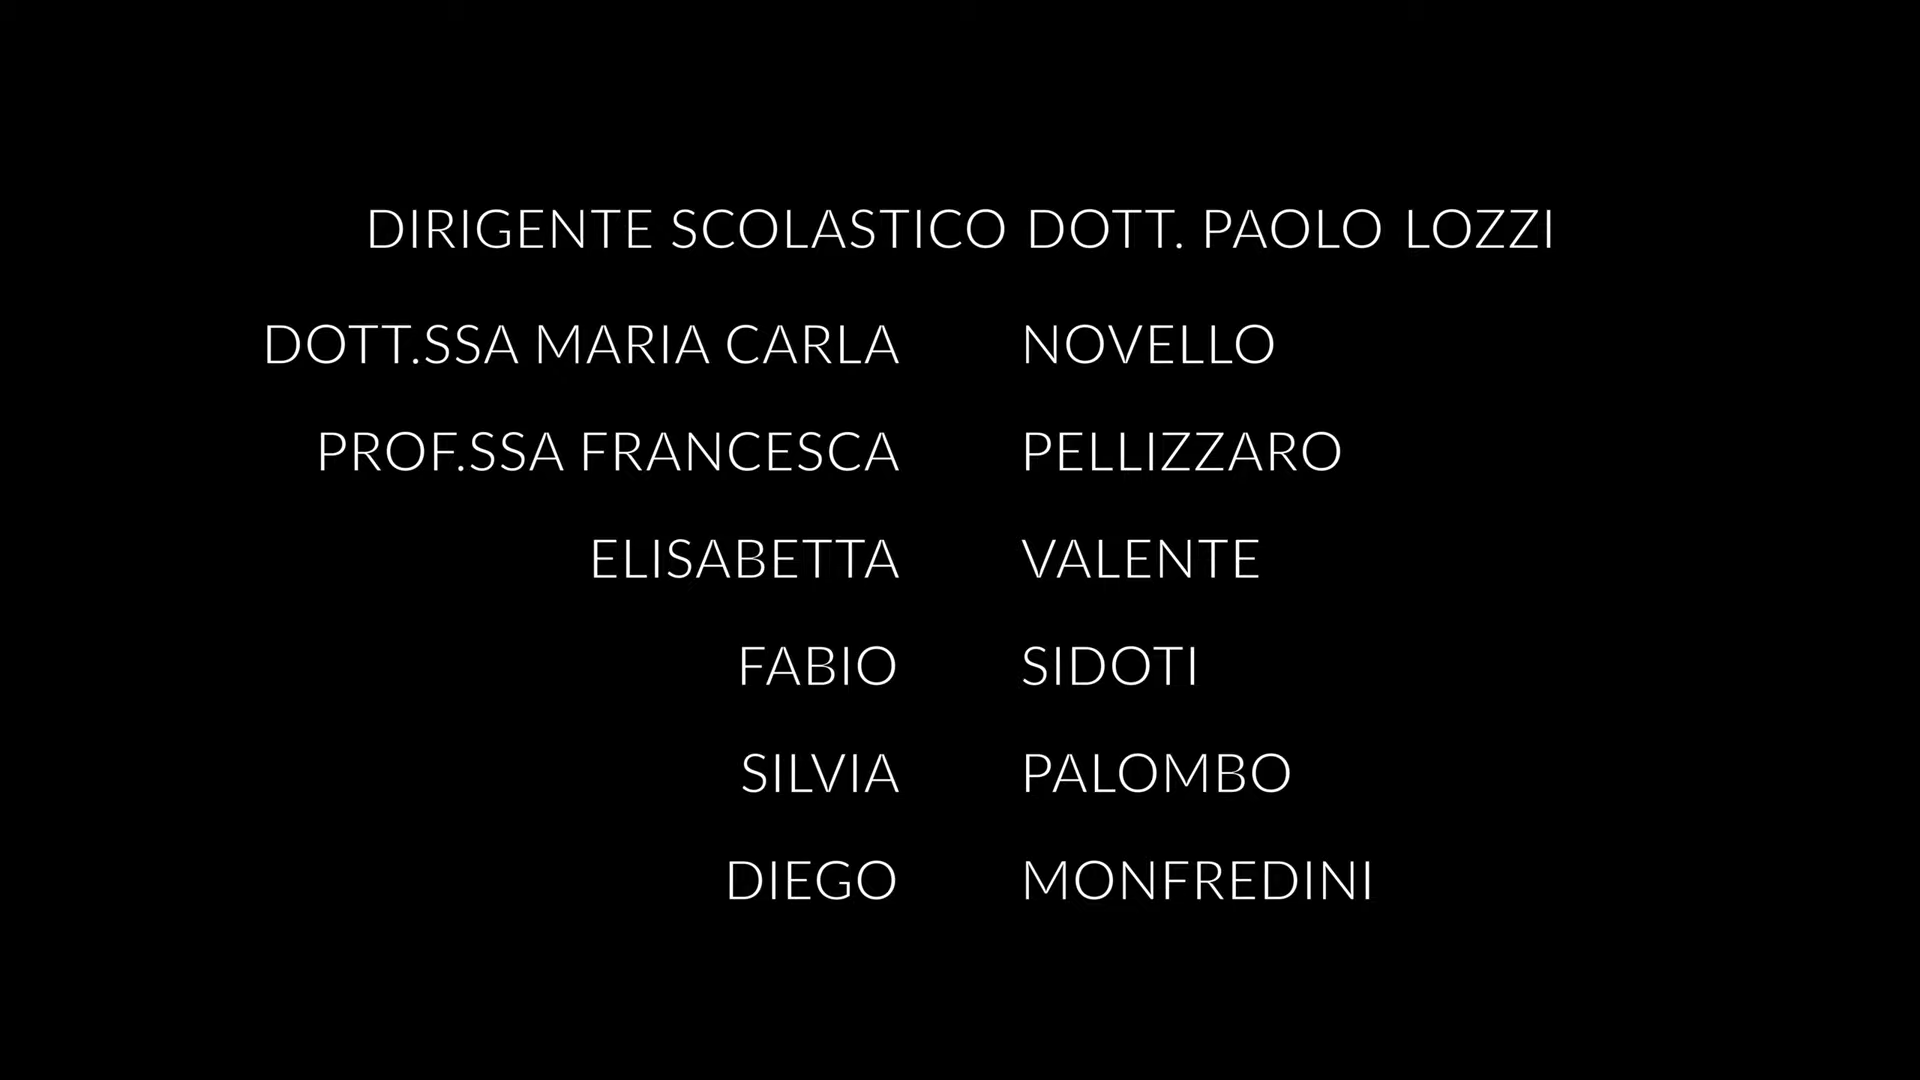 DIRIGENTE SCOLASTICO DOTT. PAOLO LOZZI
DOTT.SSA MARIA CARLA NOVELLO
PROF.SSA FRANCESCA PELLIZZARO
ELISABETTA VALENTE
FABIO SIDOTI
SILVIA PALOMBO
DIEGO MONFREDINI